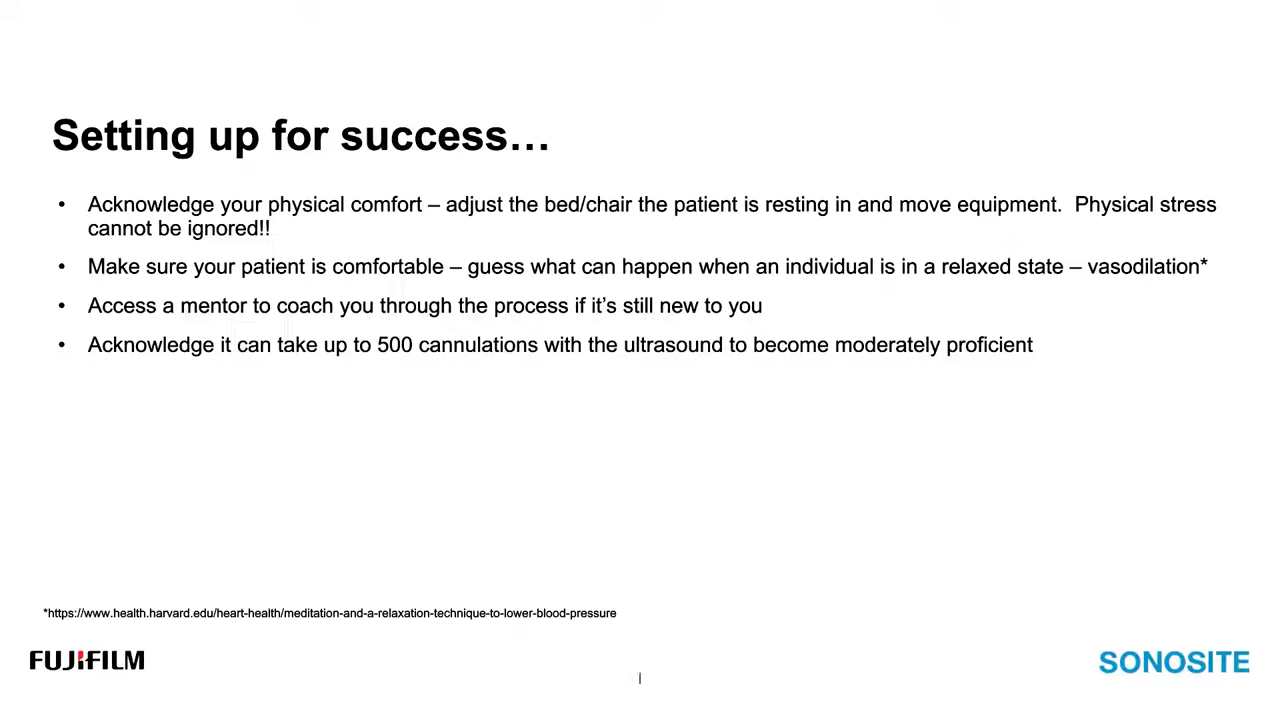 Setting up for success…
• Acknowledge your physical comfort – adjust the bed/chair the patient is resting in and move equipment.  Physical stress
cannot be ignored!!
• Make sure your patient is comfortable – guess what can happen when an individual is in a relaxed state – vasodilation*
• Access a mentor to coach you through the process if it’s still new to you
• Acknowledge it can take up to 500 cannulations with the ultrasound to become moderately proficient
*https://www.health.harvard.edu/heart-health/meditation-and-a-relaxation-technique-to-lower-blood-pressure
FUJIFILM
SONOSITE